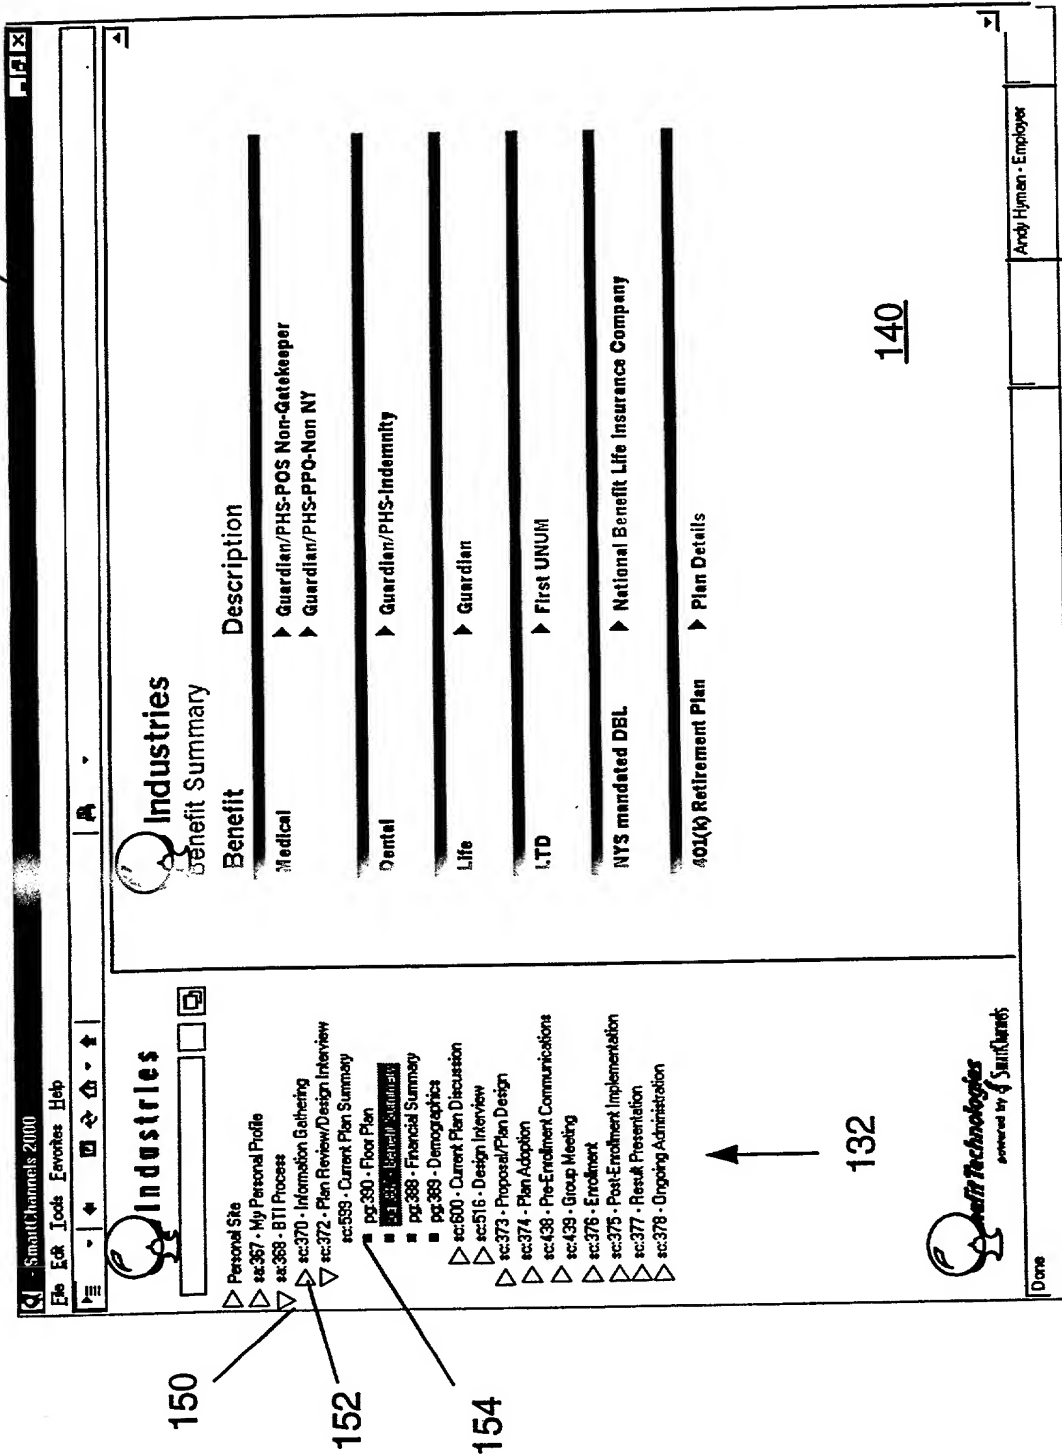 - SmartChannels 2000
File Edit Tools Favorites Help
Industries
Personal Site
sa:367 - My Personal Profile
sa:368 - BTI Process
sc:370 - Information Gathering
sc:372 - Plan Review/Design Interview
sc:599 - Current Plan Summary
pg:390 - Floor Plan
pg:388 - Financial Summary
pg:389 - Demographics
sc:600 - Current Plan Discussion
sc:516 - Design Interview
sc:373 - Proposal/Plan Design
sc:374 - Plan Adoption
sc:438 - Pre-Enrollment Communications
sc:439 - Group Meeting
sc:376 - Enrollment
sc:375 - Post-Enrollment Implementation
sc:377 - Result Presentation
sc:378 - Ongoing Administration
powered by SmartChannels
Industries
Benefit Summary
Benefit Description
Medical Guardian/PHS-POS Non-Gatekeeper
Guardian/PHS-PPO-Non NY
Dental Guardian/PHS-Indemnity
Life Guardian
LTD First UNUM
NYS mandated DBL National Benefit Life Insurance Company
401(k) Retirement Plan Plan Details
Done
Andy Hyman - Employer
150
152
154
132
140